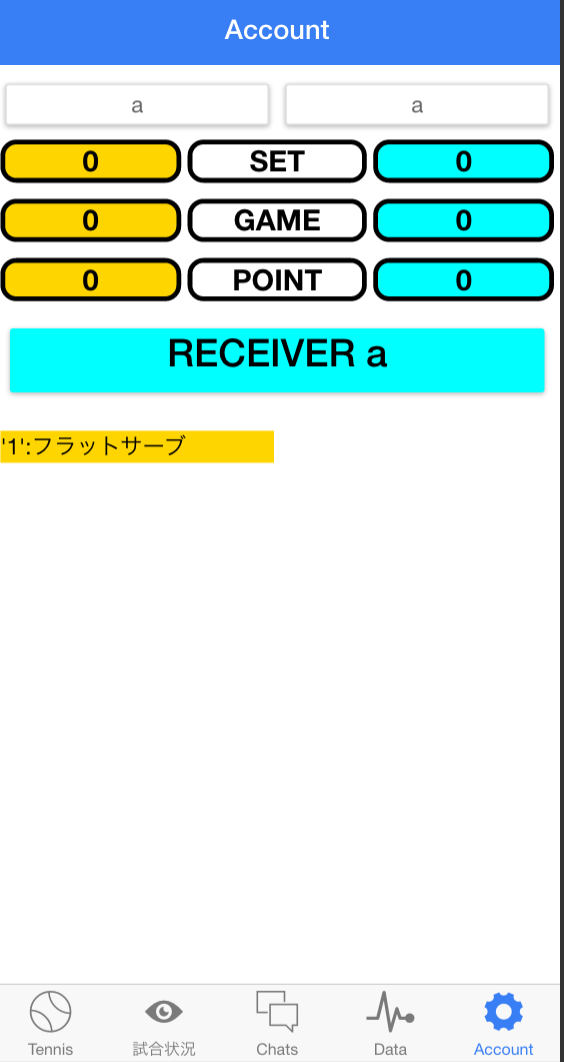 Account
a a
0 SET 0
0 GAME 0
0 POINT 0
RECEIVER a
'1':フラットサーブ
Tennis 試合状況 Chats Data Account